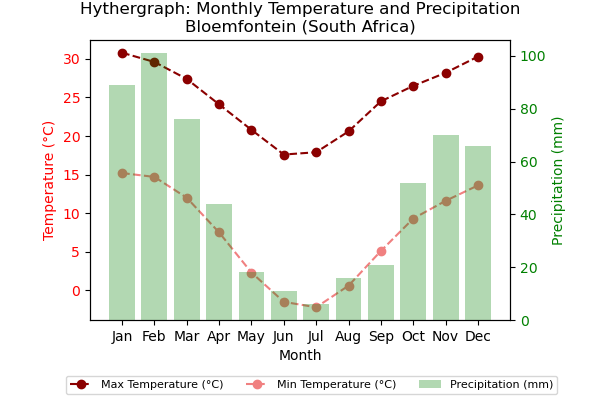 Hythergraph: Monthly Temperature and Precipitation
Bloemfontein (South Africa)
Temperature (°C)
30
25
20
15
10
5
0
Precipitation (mm)
100
80
60
40
20
0
Jan Feb Mar Apr May Jun Jul Aug Sep Oct Nov Dec
Month
Max Temperature (°C) Min Temperature (°C) Precipitation (mm)